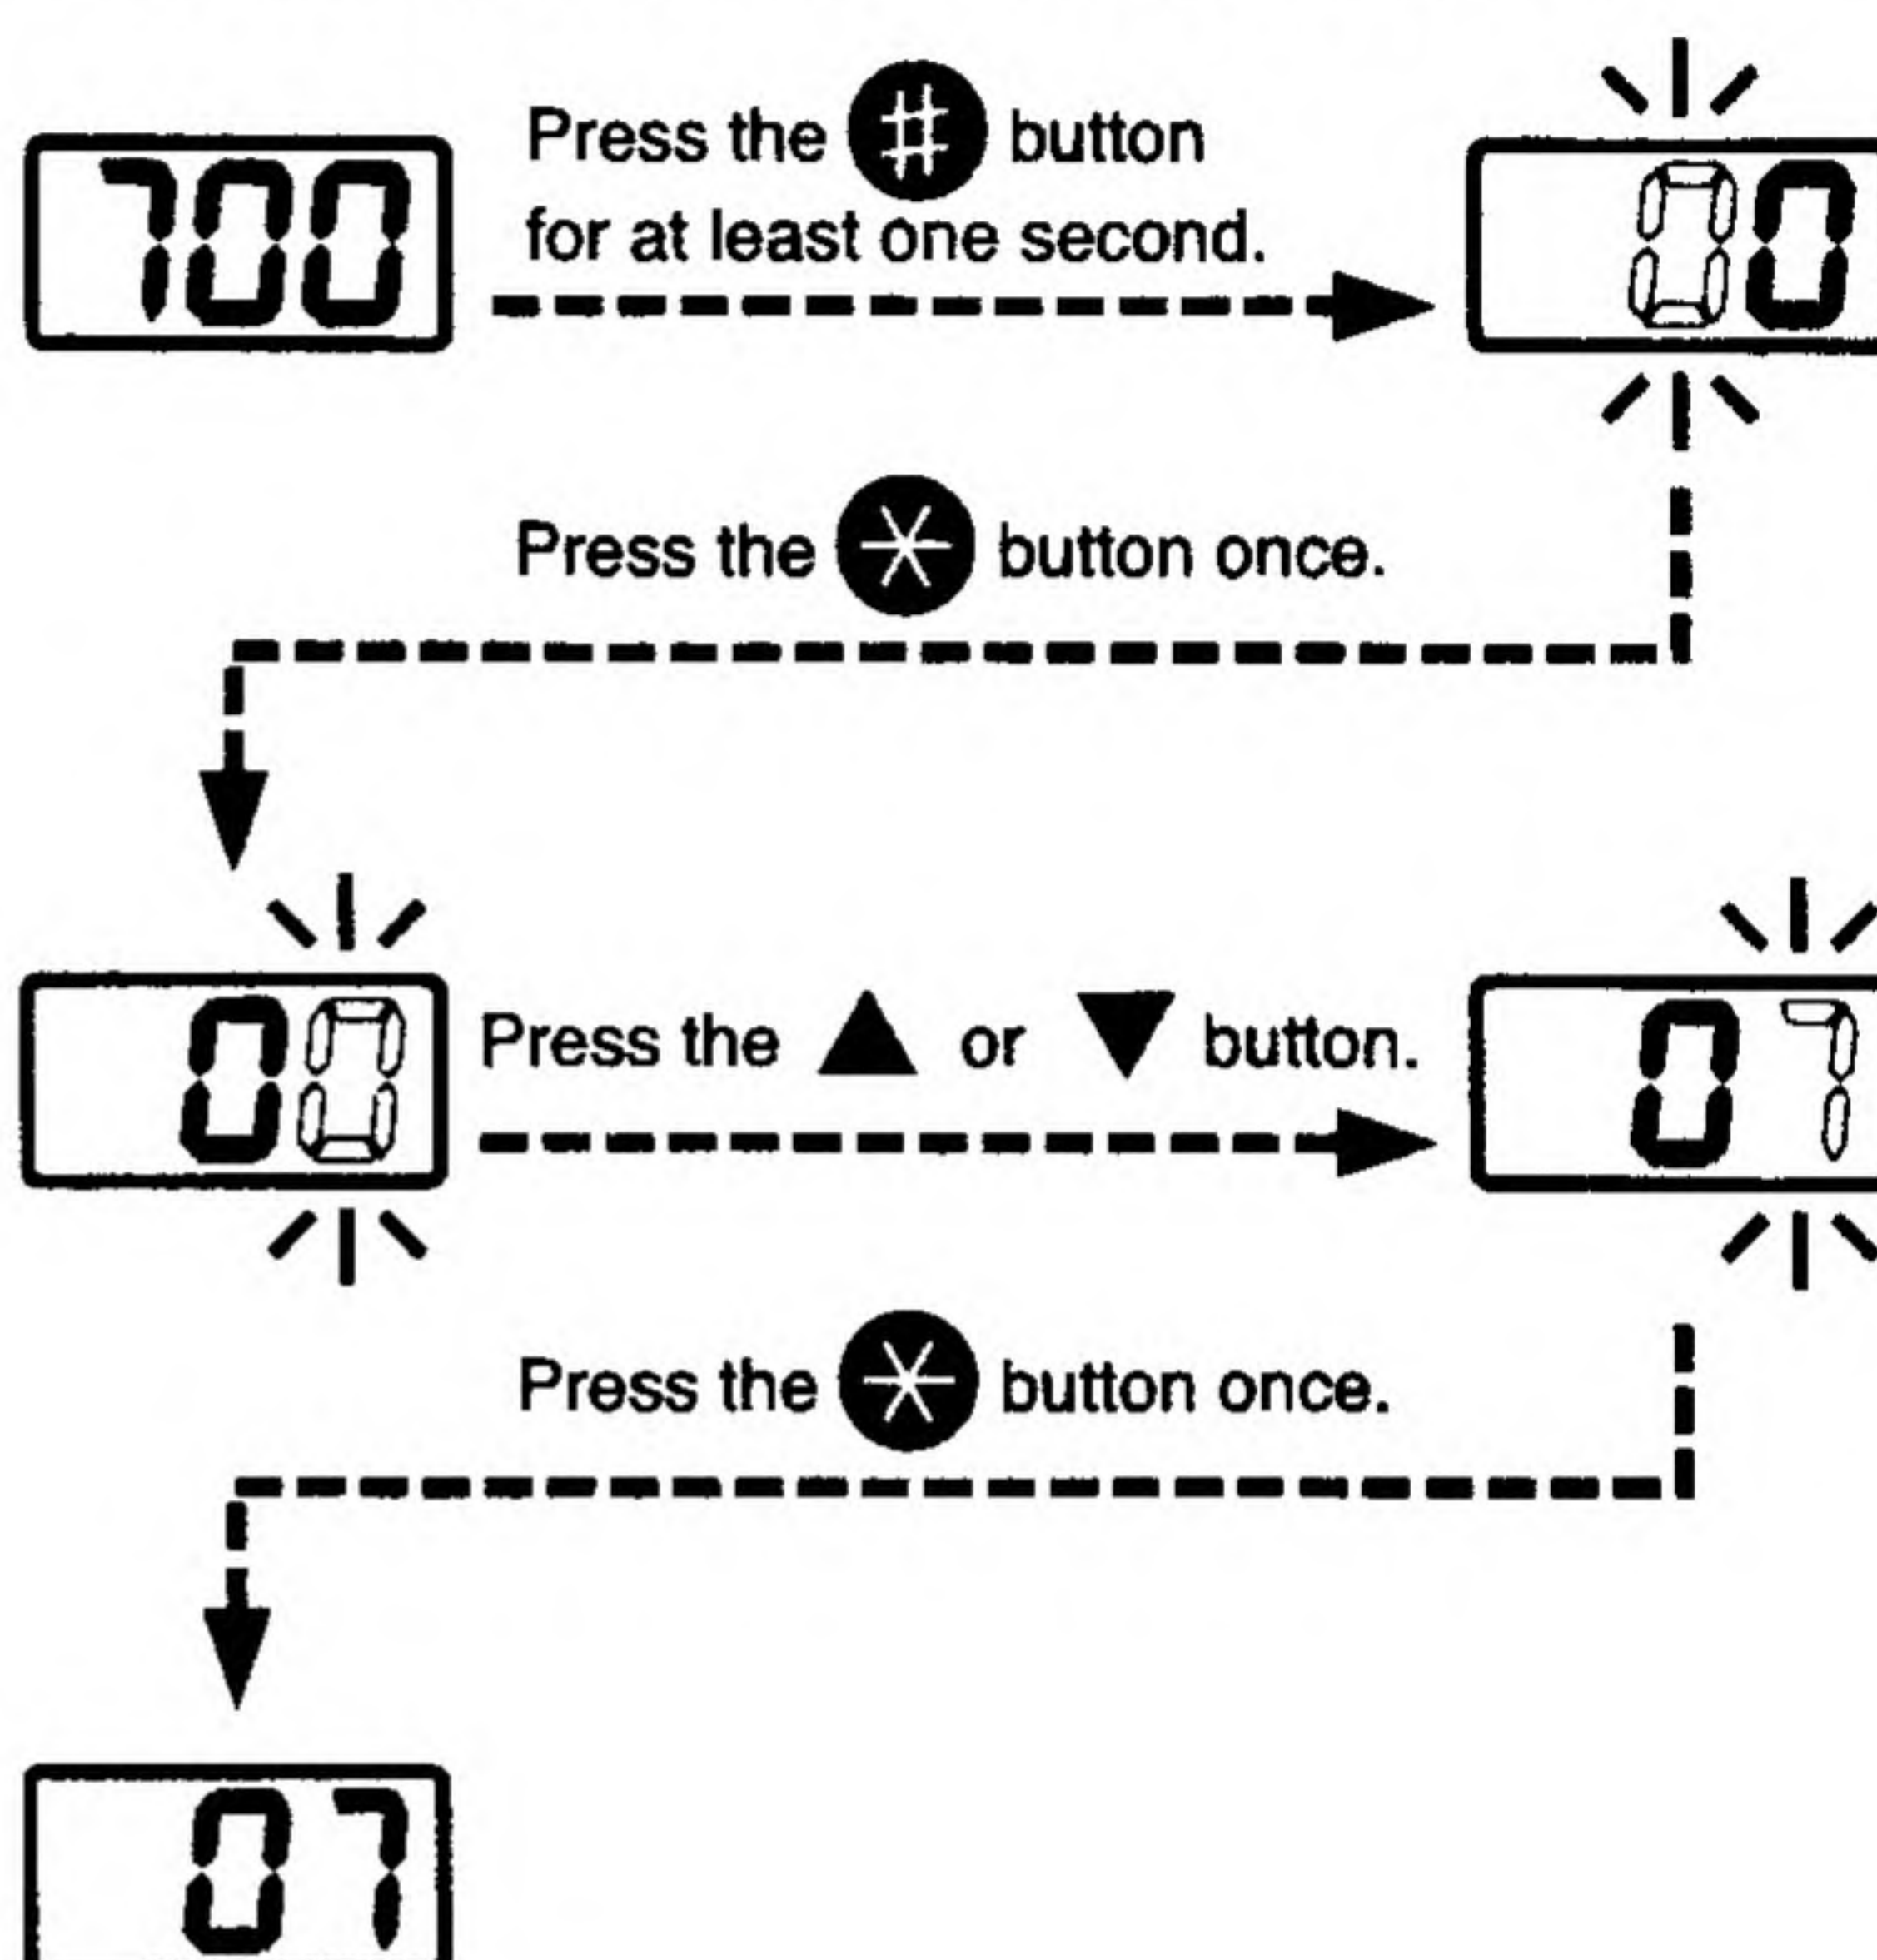 700
Press the # button
for at least one second.
00
Press the * button once.
00
Press the ▲ or ▼ button.
07
Press the * button once.
07